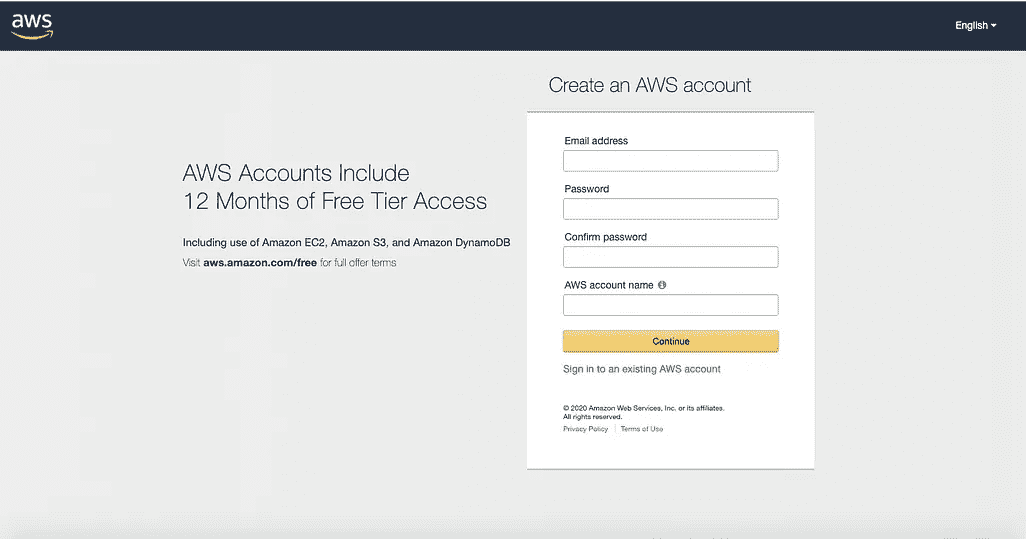 aws
English
Create an AWS account
AWS Accounts Include
12 Months of Free Tier Access
Including use of Amazon EC2, Amazon S3, and Amazon DynamoDB
Visit aws.amazon.com/free for full offer terms
Email address
Password
Confirm password
AWS account name
Continue
Sign in to an existing AWS account
© 2020 Amazon Web Services, Inc. or its affiliates.
All rights reserved.
Privacy Policy | Terms of Use